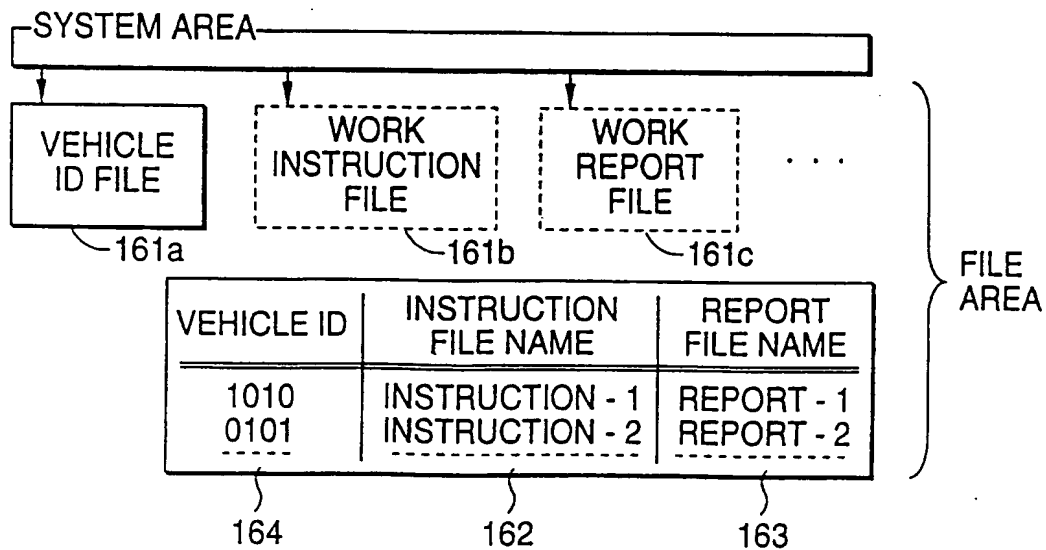 SYSTEM AREA
VEHICLE
ID FILE
WORK
INSTRUCTION
FILE
WORK
REPORT
FILE
. . .
161a
161b
161c
FILE
AREA
VEHICLE ID
INSTRUCTION
FILE NAME
REPORT
FILE NAME
1010 INSTRUCTION - 1 REPORT - 1
0101 INSTRUCTION - 2 REPORT - 2
164 162 163